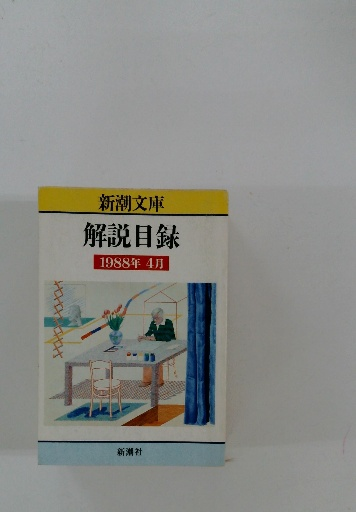 新潮文庫
解説目録
1988年 4月
新潮社